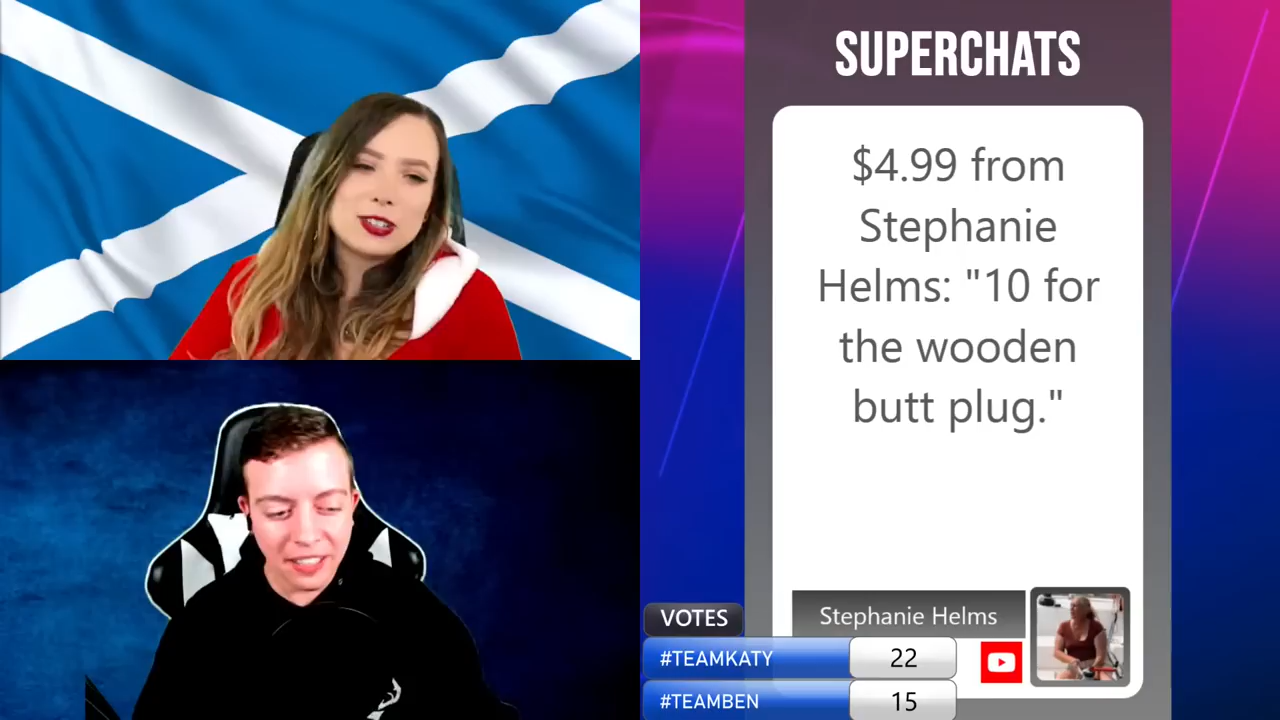 SUPERCHATS
$4.99 from
Stephanie
Helms: "10 for
the wooden
butt plug."
Stephanie Helms
VOTES
#TEAMKATY 22
#TEAMBEN 15